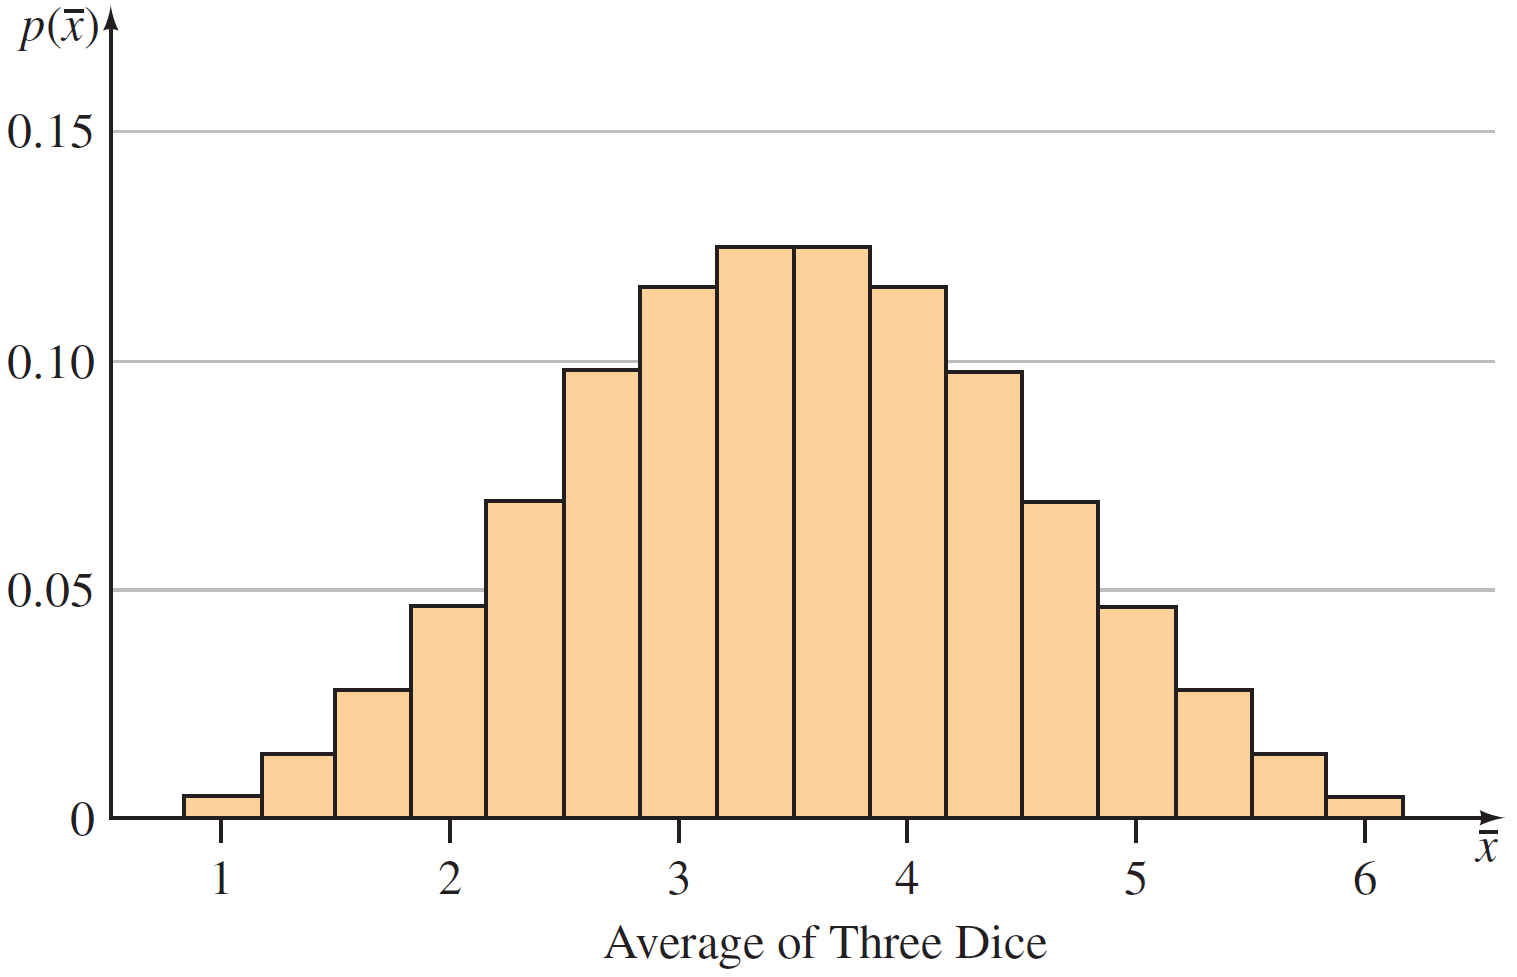 p(x̅)
0.15
0.10
0.05
0
1 2 3 4 5 6
x̅
Average of Three Dice